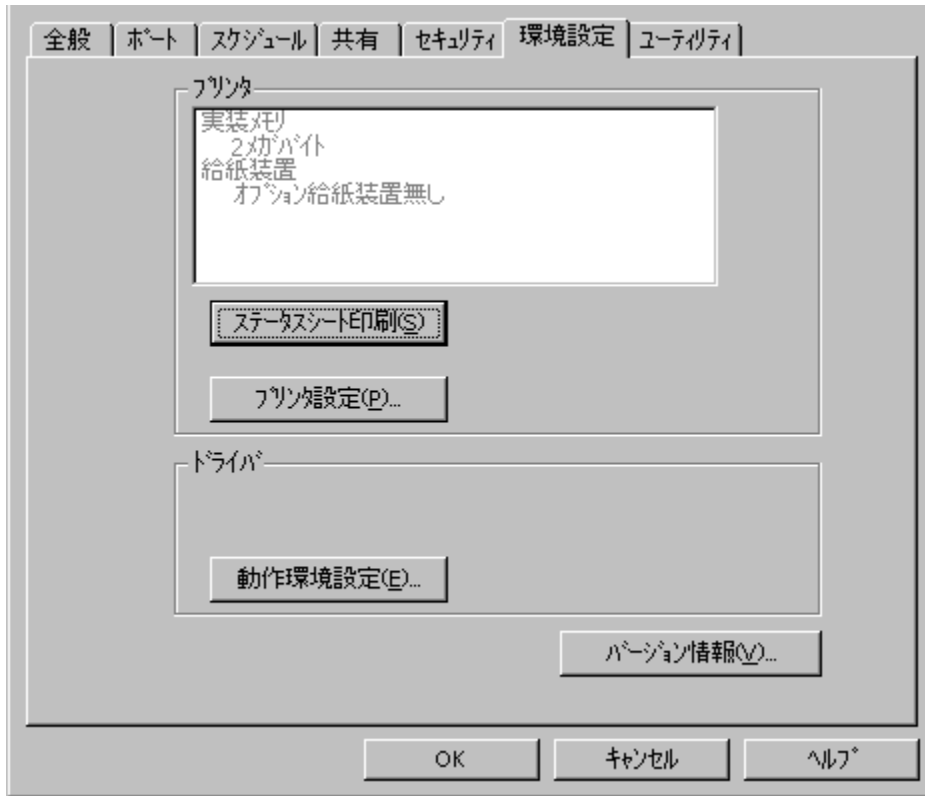 全般 ﾎﾟｰﾄ ｽｹｼﾞｭｰﾙ 共有 ｾｷｭﾘﾃｨ 環境設定 ﾕｰﾃｨﾘﾃｨ
ﾌﾟﾘﾝﾀ
実装ﾒﾓﾘ
2ﾒｶﾞﾊﾞｲﾄ
給紙装置
ｵﾌﾟｼｮﾝ給紙装置無し
ｽﾃｰﾀｽｼｰﾄ印刷(S)
ﾌﾟﾘﾝﾀ設定(P)...
ﾄﾞﾗｲﾊﾞ
動作環境設定(E)...
ﾊﾞｰｼﾞｮﾝ情報(V)...
OK ｷｬﾝｾﾙ ﾍﾙﾌﾟ